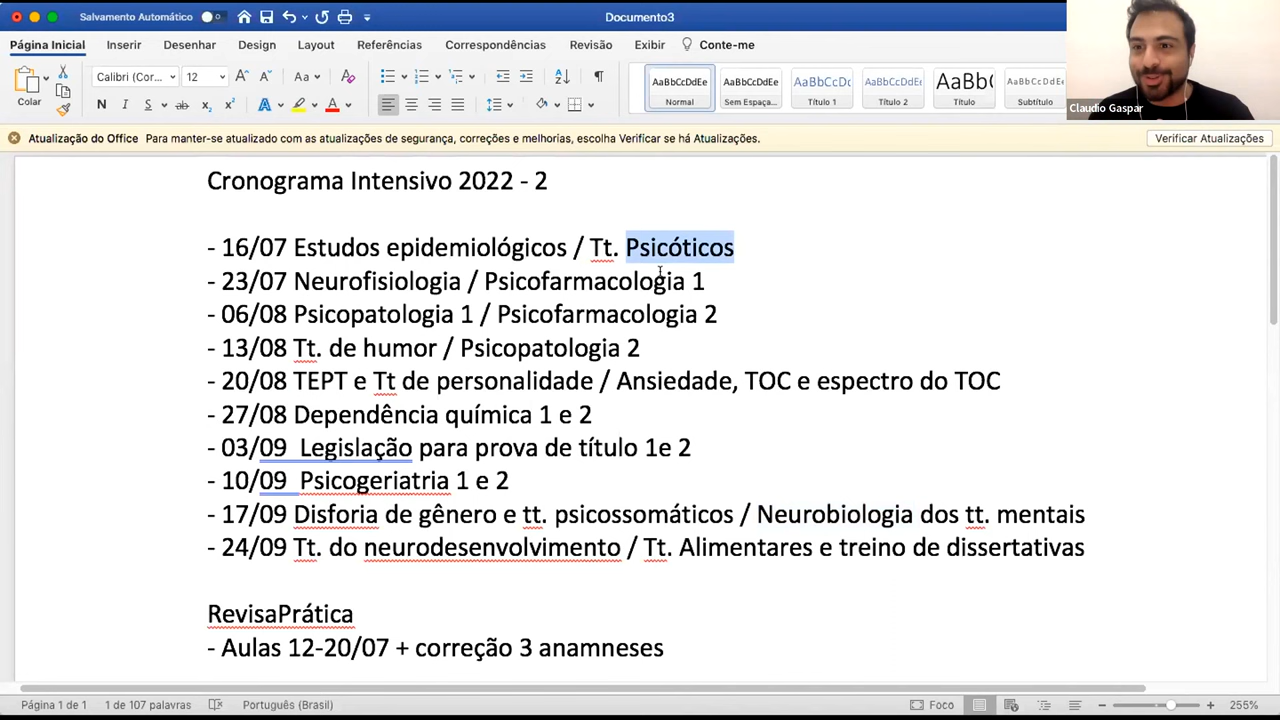 Salvamento Automático
Documento3
Página Inicial Inserir Desenhar Design Layout Referências Correspondências Revisão Exibir Conte-me
Claudio Gaspar
Colar
Calibri (Cor... 12
AaBbCcDdEe AaBbCcDdEe AaBbCcDc AaBbCcDdEe AaBbC AaBbCcDdEe
Normal Sem Espaça... Título 1 Título 2 Título Subtítulo
Atualização do Office Para manter-se atualizado com as atualizações de segurança, correções e melhorias, escolha Verificar se há Atualizações. Verificar Atualizações
Cronograma Intensivo 2022 - 2
- 16/07 Estudos epidemiológicos / Tt. Psicóticos
- 23/07 Neurofisiologia / Psicofarmacologia 1
- 06/08 Psicopatologia 1 / Psicofarmacologia 2
- 13/08 Tt. de humor / Psicopatologia 2
- 20/08 TEPT e Tt de personalidade / Ansiedade, TOC e espectro do TOC
- 27/08 Dependência química 1 e 2
- 03/09 Legislação para prova de título 1e 2
- 10/09 Psicogeriatria 1 e 2
- 17/09 Disforia de gênero e tt. psicossomáticos / Neurobiologia dos tt. mentais
- 24/09 Tt. do neurodesenvolvimento / Tt. Alimentares e treino de dissertativas
RevisaPrática
- Aulas 12-20/07 + correção 3 anamneses
Página 1 de 1 1 de 107 palavras Português (Brasil) Foco 255%